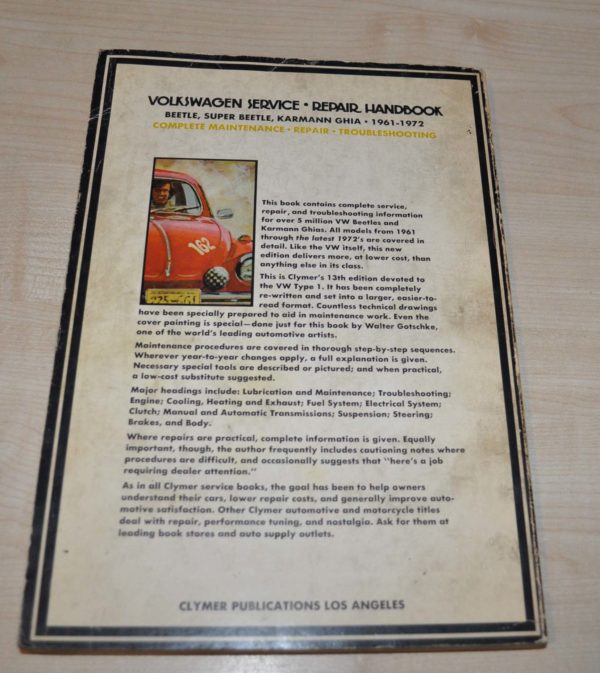 VOLKSWAGEN SERVICE • REPAIR HANDBOOK
BEETLE, SUPER BEETLE, KARMANN GHIA • 1961-1972
COMPLETE MAINTENANCE • REPAIR • TROUBLESHOOTING
162
This book contains complete service,
repair, and troubleshooting information
for over 5 million VW Beetles and
Karmann Ghias. All models from 1961
through the latest 1972's are covered in
detail. Like the VW itself, this new
edition delivers more, at lower cost, than
anything else in its class.
This is Clymer's 13th edition devoted to
the VW Type 1. It has been completely
re-written and set into a larger, easier-to-
read format. Countless technical drawings
have been specially prepared to aid in maintenance work. Even the
cover painting is special—done just for this book by Walter Gotschke,
one of the world's leading automotive artists.
Maintenance procedures are covered in thorough step-by-step sequences.
Wherever year-to-year changes apply, a full explanation is given.
Necessary special tools are described or pictured; and when practical,
a low-cost substitute suggested.
Major headings include: Lubrication and Maintenance; Troubleshooting;
Engine; Cooling, Heating and Exhaust; Fuel System; Electrical System;
Clutch; Manual and Automatic Transmissions; Suspension; Steering;
Brakes, and Body.
Where repairs are practical, complete information is given. Equally
important, though, the author frequently includes cautioning notes where
procedures are difficult, and occasionally suggests that "here's a job
requiring dealer attention."
As in all Clymer service books, the goal has been to help owners
understand their cars, lower repair costs, and generally improve auto-
motive satisfaction. Other Clymer automotive and motorcycle titles
deal with repair, performance tuning, and nostalgia. Ask for them at
leading book stores and auto supply outlets.
CLYMER PUBLICATIONS LOS ANGELES